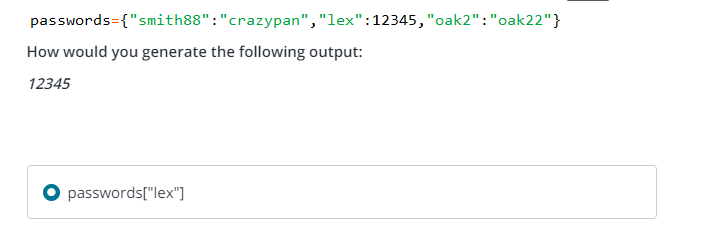 passwords={"smith88":"crazypan","lex":12345,"oak2":"oak22"}
How would you generate the following output:
12345
passwords["lex"]